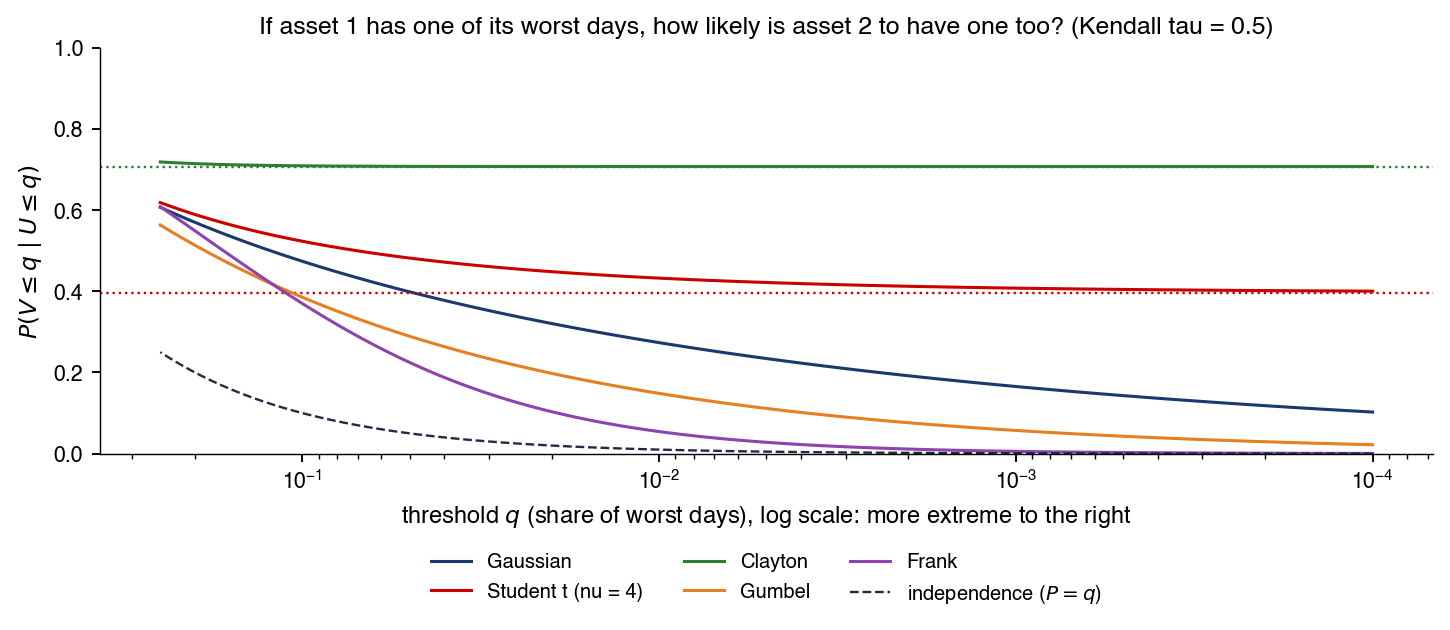 If asset 1 has one of its worst days, how likely is asset 2 to have one too? (Kendall tau = 0.5)
P(V ≤ q | U ≤ q)
1.0
0.8
0.6
0.4
0.2
0.0
10⁻¹
10⁻²
10⁻³
10⁻⁴
threshold q (share of worst days), log scale: more extreme to the right
Gaussian
Student t (nu = 4)
Clayton
Gumbel
Frank
independence (P = q)